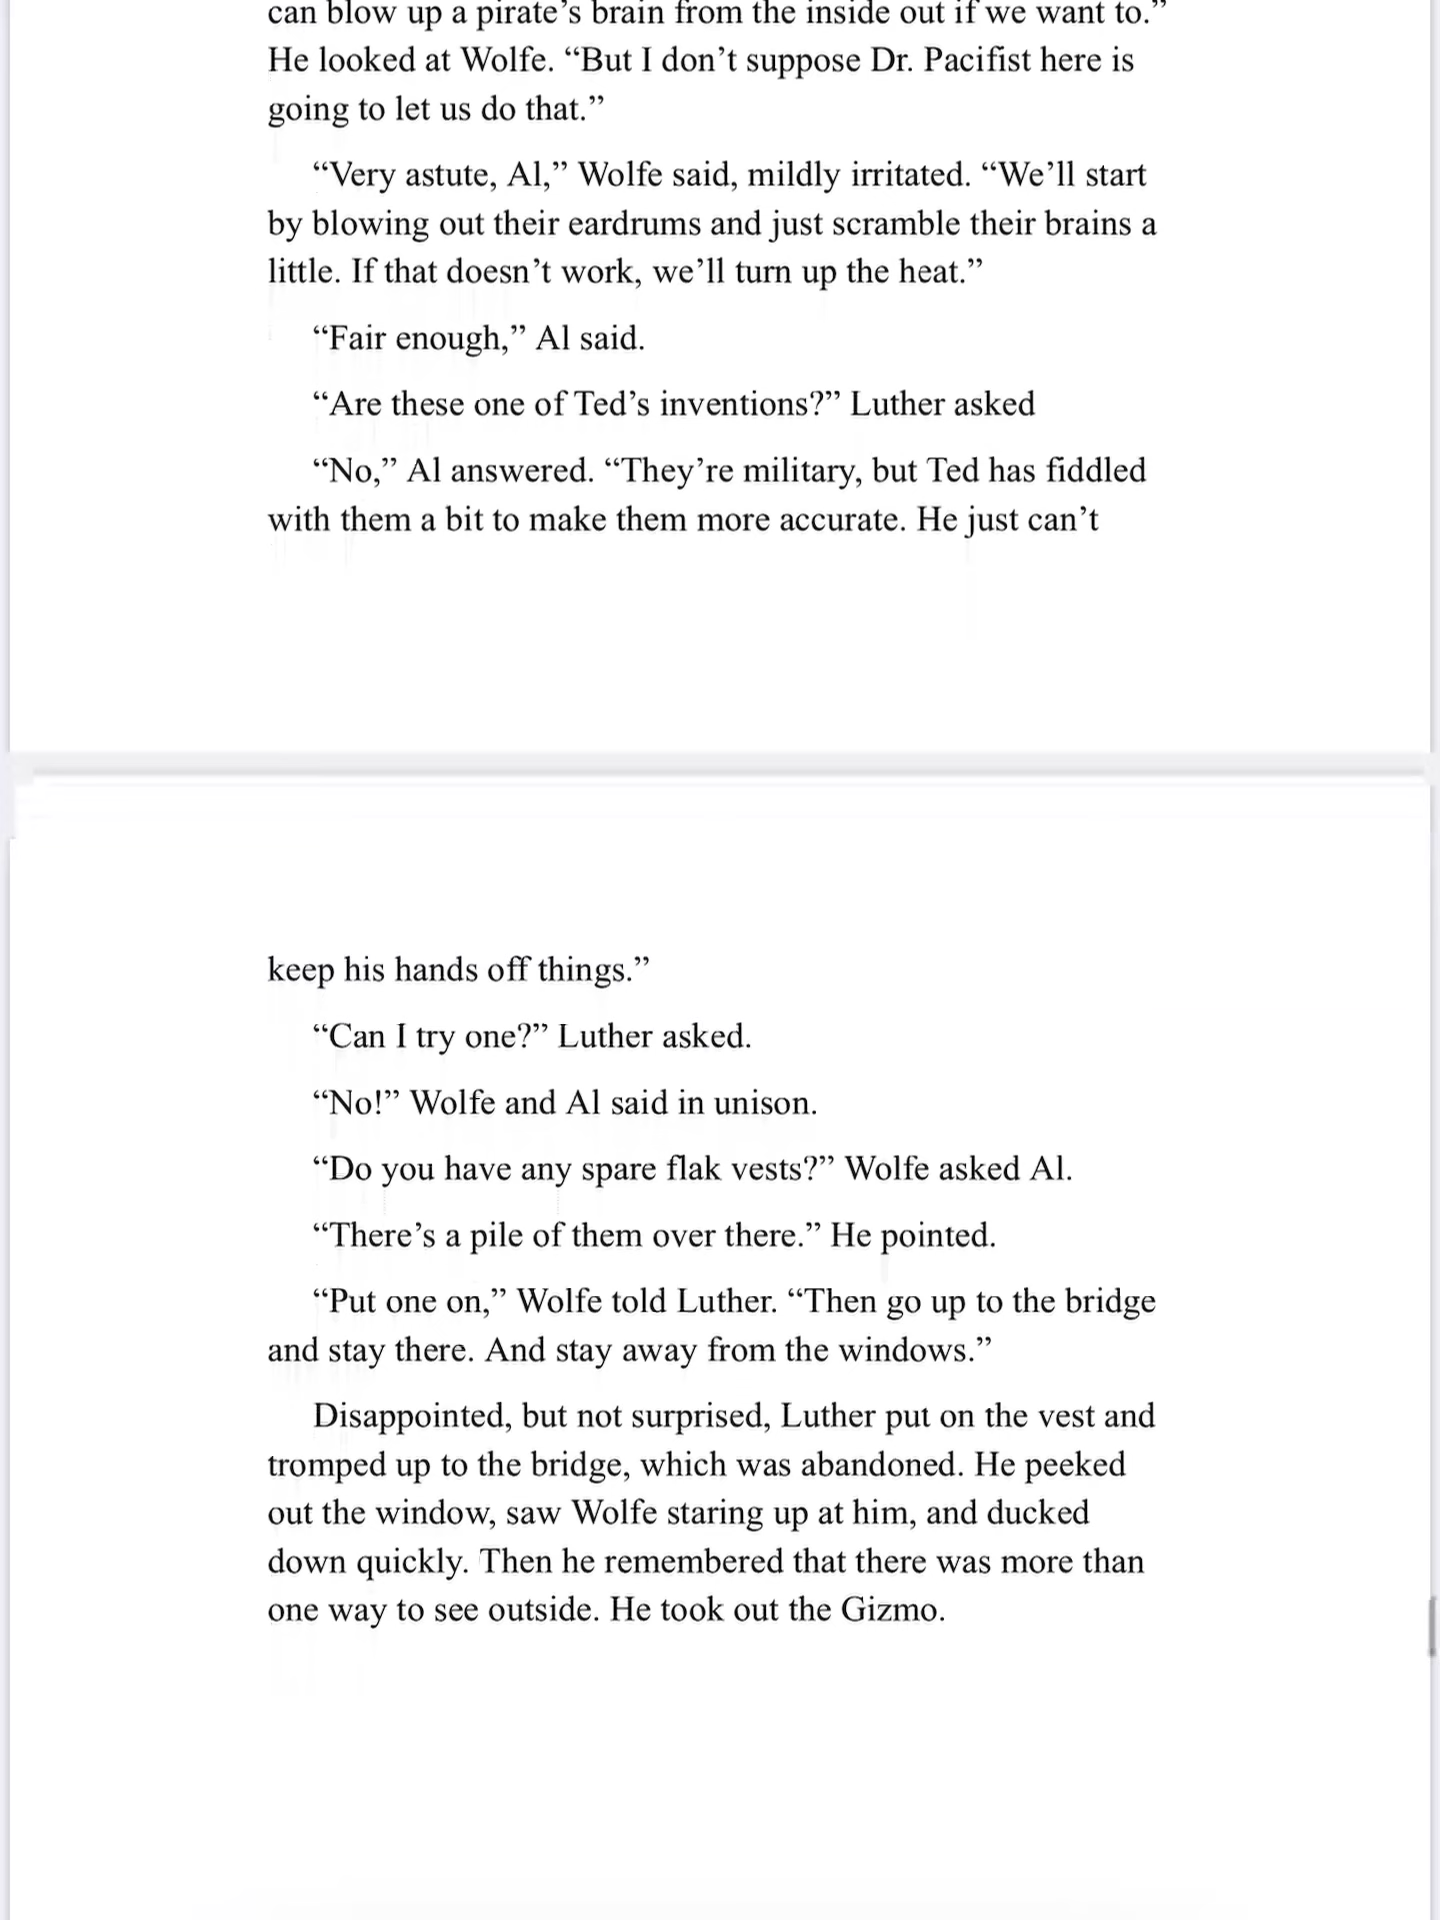 can blow up a pirate’s brain from the inside out if we want to.”
He looked at Wolfe. “But I don’t suppose Dr. Pacifist here is
going to let us do that.”
“Very astute, Al,” Wolfe said, mildly irritated. “We’ll start
by blowing out their eardrums and just scramble their brains a
little. If that doesn’t work, we’ll turn up the heat.”
“Fair enough,” Al said.
“Are these one of Ted’s inventions?” Luther asked
“No,” Al answered. “They’re military, but Ted has fiddled
with them a bit to make them more accurate. He just can’t
keep his hands off things.”
“Can I try one?” Luther asked.
“No!” Wolfe and Al said in unison.
“Do you have any spare flak vests?” Wolfe asked Al.
“There’s a pile of them over there.” He pointed.
“Put one on,” Wolfe told Luther. “Then go up to the bridge
and stay there. And stay away from the windows.”
Disappointed, but not surprised, Luther put on the vest and
tromped up to the bridge, which was abandoned. He peeked
out the window, saw Wolfe staring up at him, and ducked
down quickly. Then he remembered that there was more than
one way to see outside. He took out the Gizmo.